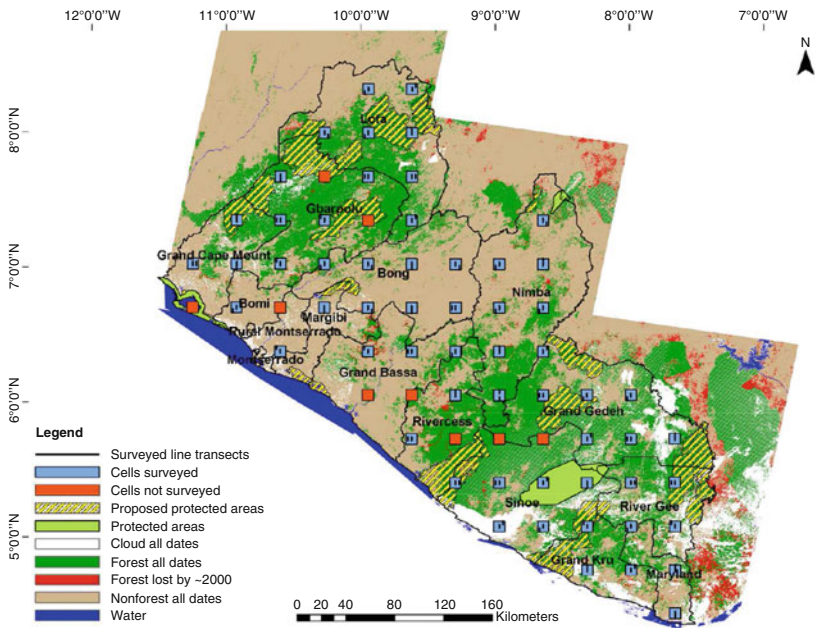 12°0'0"W 11°0'0"W 10°0'0"W 9°0'0"W 8°0'0"W 7°0'0"W
N
8°0'0"N
7°0'0"N
6°0'0"N
5°0'0"N
Lofa
Gbarpolu
Grand Cape Mount
Bong
Nimba
Bomi
Margibi
Rural Montserrado
Montserrado
Grand Bassa
Grand Gedeh
Rivercess
Sinoe
River Gee
Grand Kru
Maryland
Legend
Surveyed line transects
Cells surveyed
Cells not surveyed
Proposed protected areas
Protected areas
Cloud all dates
Forest all dates
Forest lost by ~2000
Nonforest all dates
Water
0 20 40 80 120 160
Kilometers